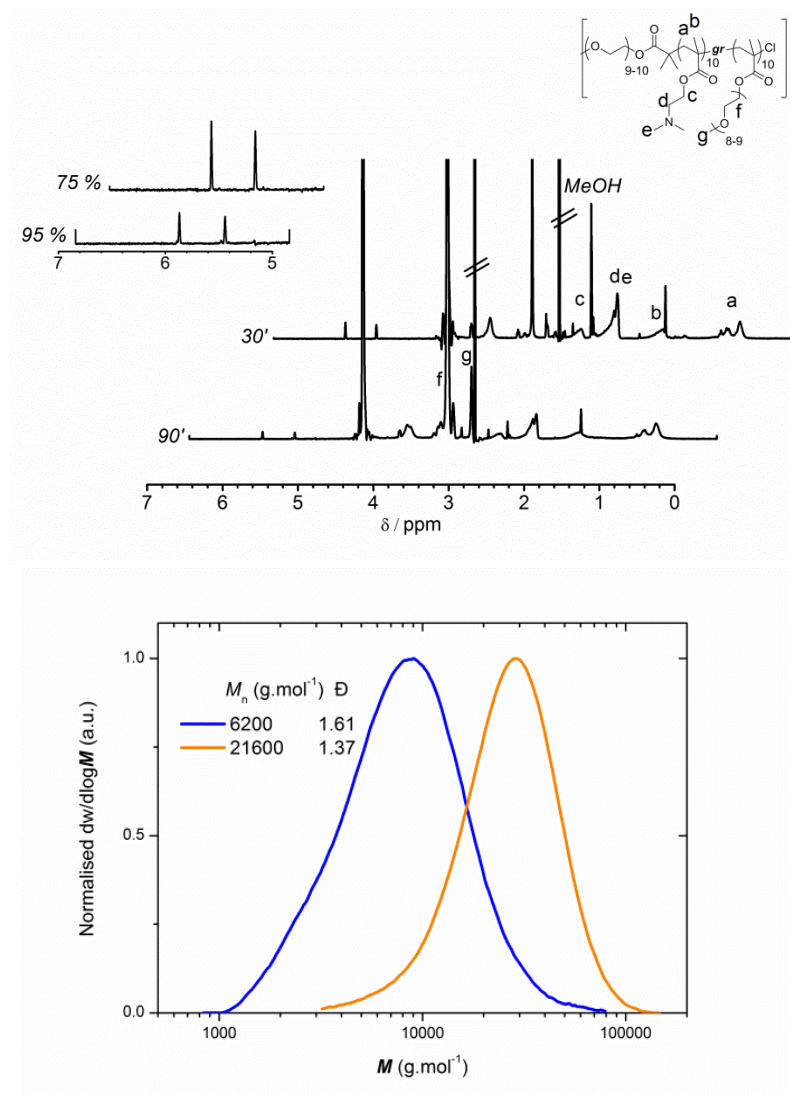 a b
O O gr Cl
9-10 O 10 O 10
O O
d c f
e N O
g 8-9
75 %
MeOH
95 %
7 6 5
c d e b a
30'
g
f
90'
7 6 5 4 3 2 1 0
δ / ppm
1.0
Mn (g.mol-1) Đ
6200 1.61
21600 1.37
0.5
0.0
Normalised dw/dlogM (a.u.)
1000 10000 100000
M (g.mol-1)